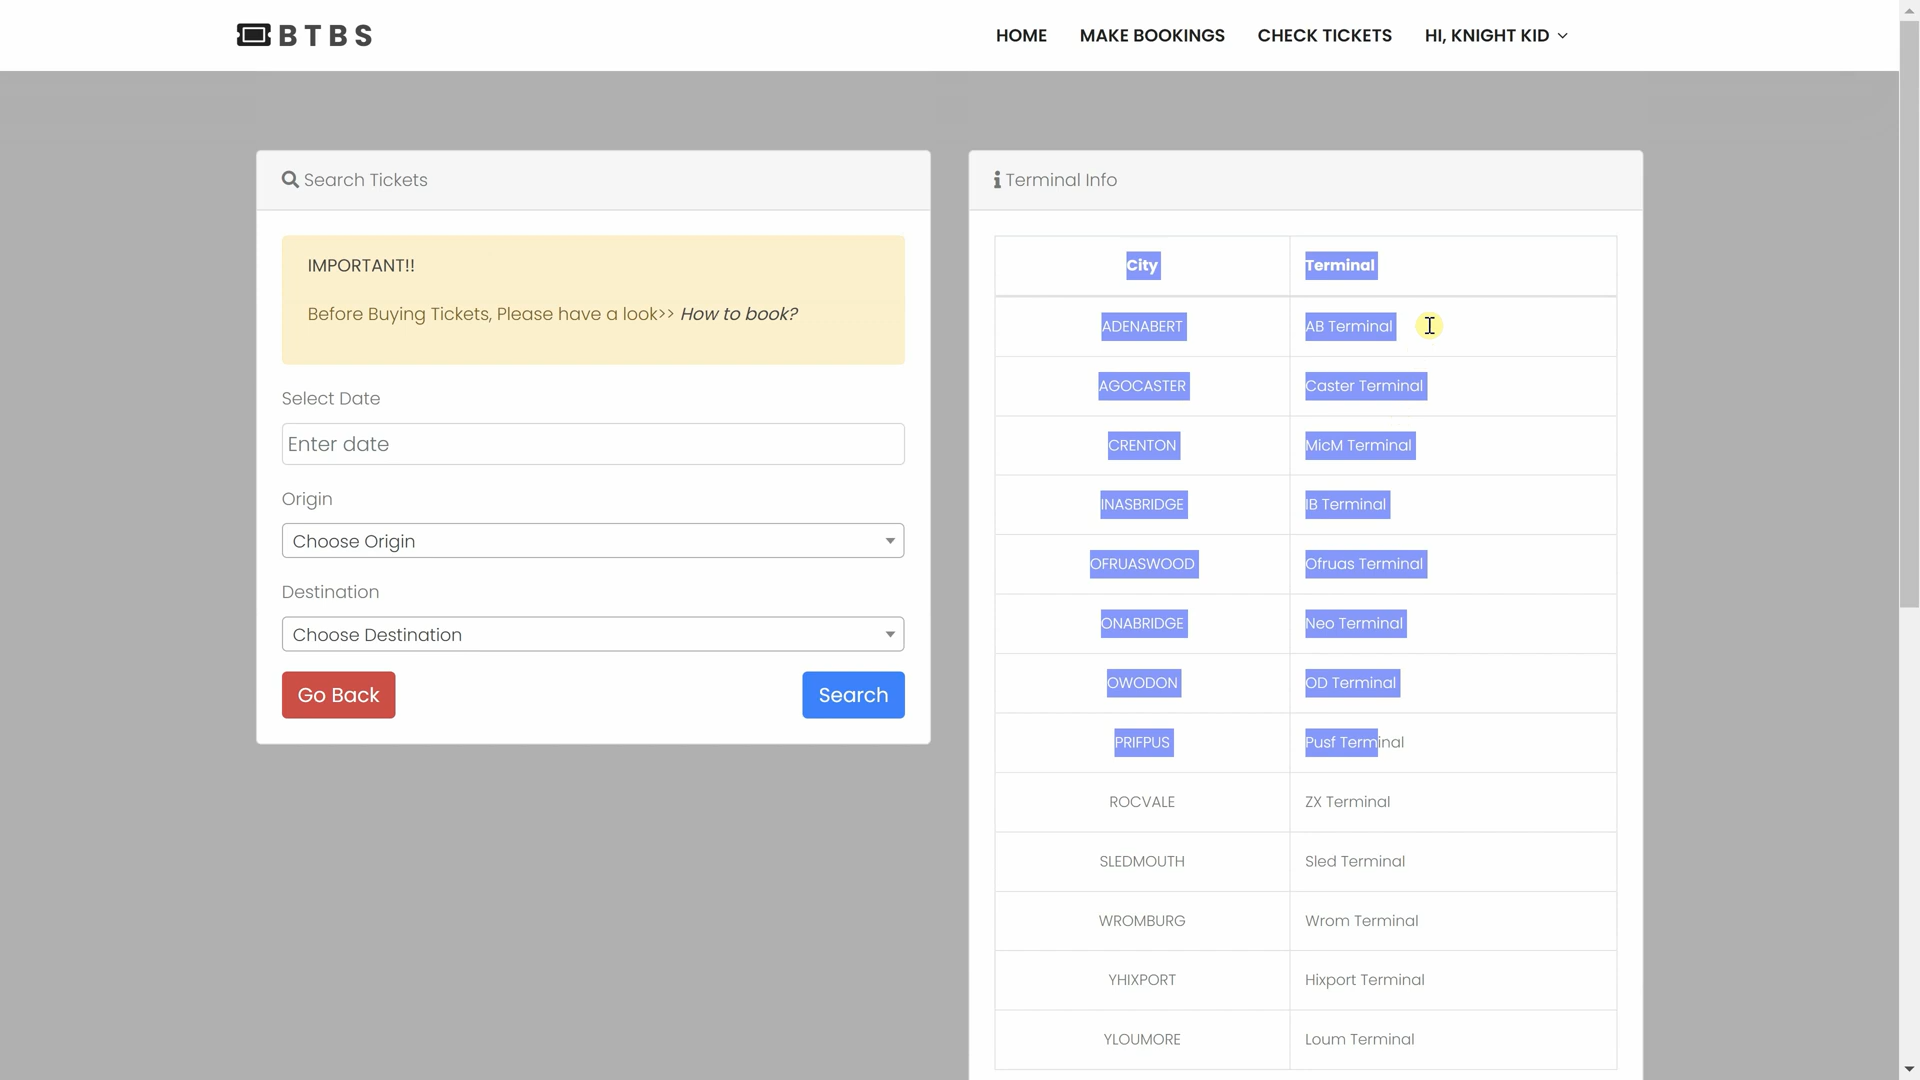 BTBS
HOME MAKE BOOKINGS CHECK TICKETS HI, KNIGHT KID
Search Tickets
IMPORTANT!!
Before Buying Tickets, Please have a look>> How to book?
Select Date
Enter date
Origin
Choose Origin
Destination
Choose Destination
Go Back Search
Terminal Info
City Terminal
ADENABERT AB Terminal
AGOCASTER Caster Terminal
CRENTON MicM Terminal
INASBRIDGE IB Terminal
OFRUASWOOD Ofruas Terminal
ONABRIDGE Neo Terminal
OWODON OD Terminal
PRIFPUS Pusf Terminal
ROCVALE ZX Terminal
SLEDMOUTH Sled Terminal
WROMBURG Wrom Terminal
YHIXPORT Hixport Terminal
YLOUMORE Loum Terminal